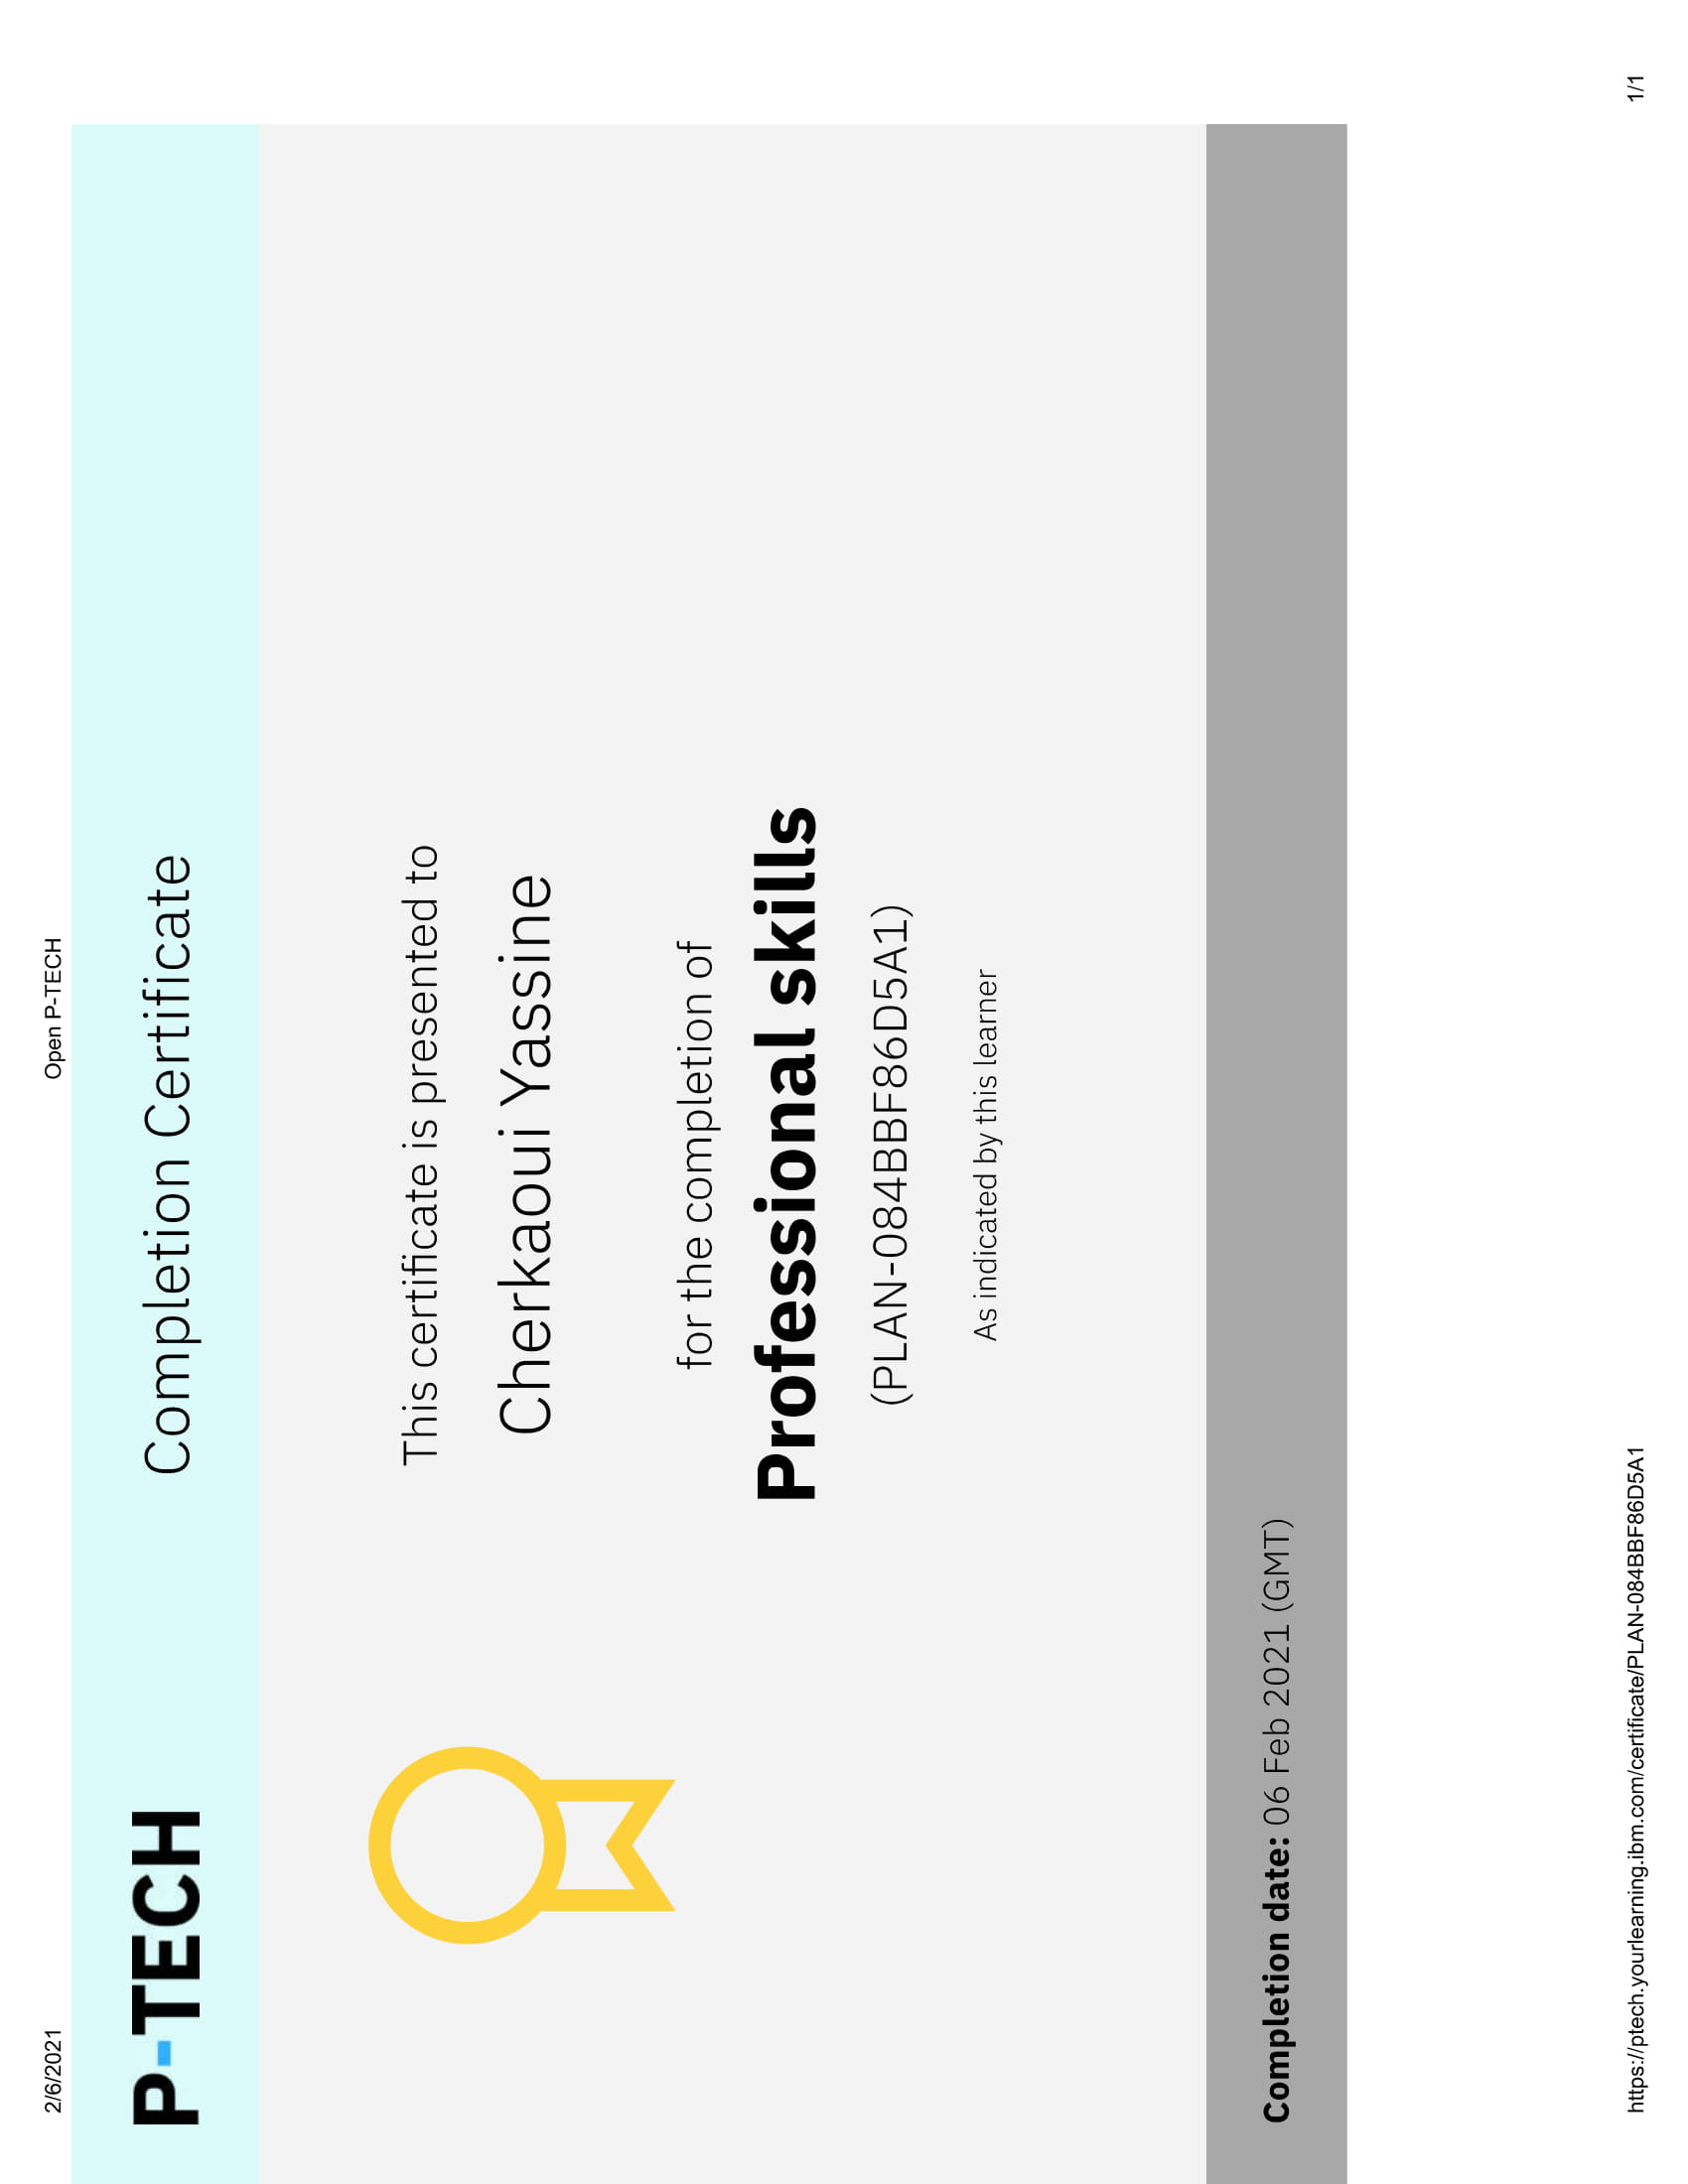 2/6/2021 Open P-TECH
P-TECH Completion Certificate
This certificate is presented to
Cherkaoui Yassine
for the completion of
Professional skills
(PLAN-084BBF86D5A1)
As indicated by this learner
Completion date: 06 Feb 2021 (GMT)
https://ptech.yourlearning.ibm.com/certificate/PLAN-084BBF86D5A1 1/1